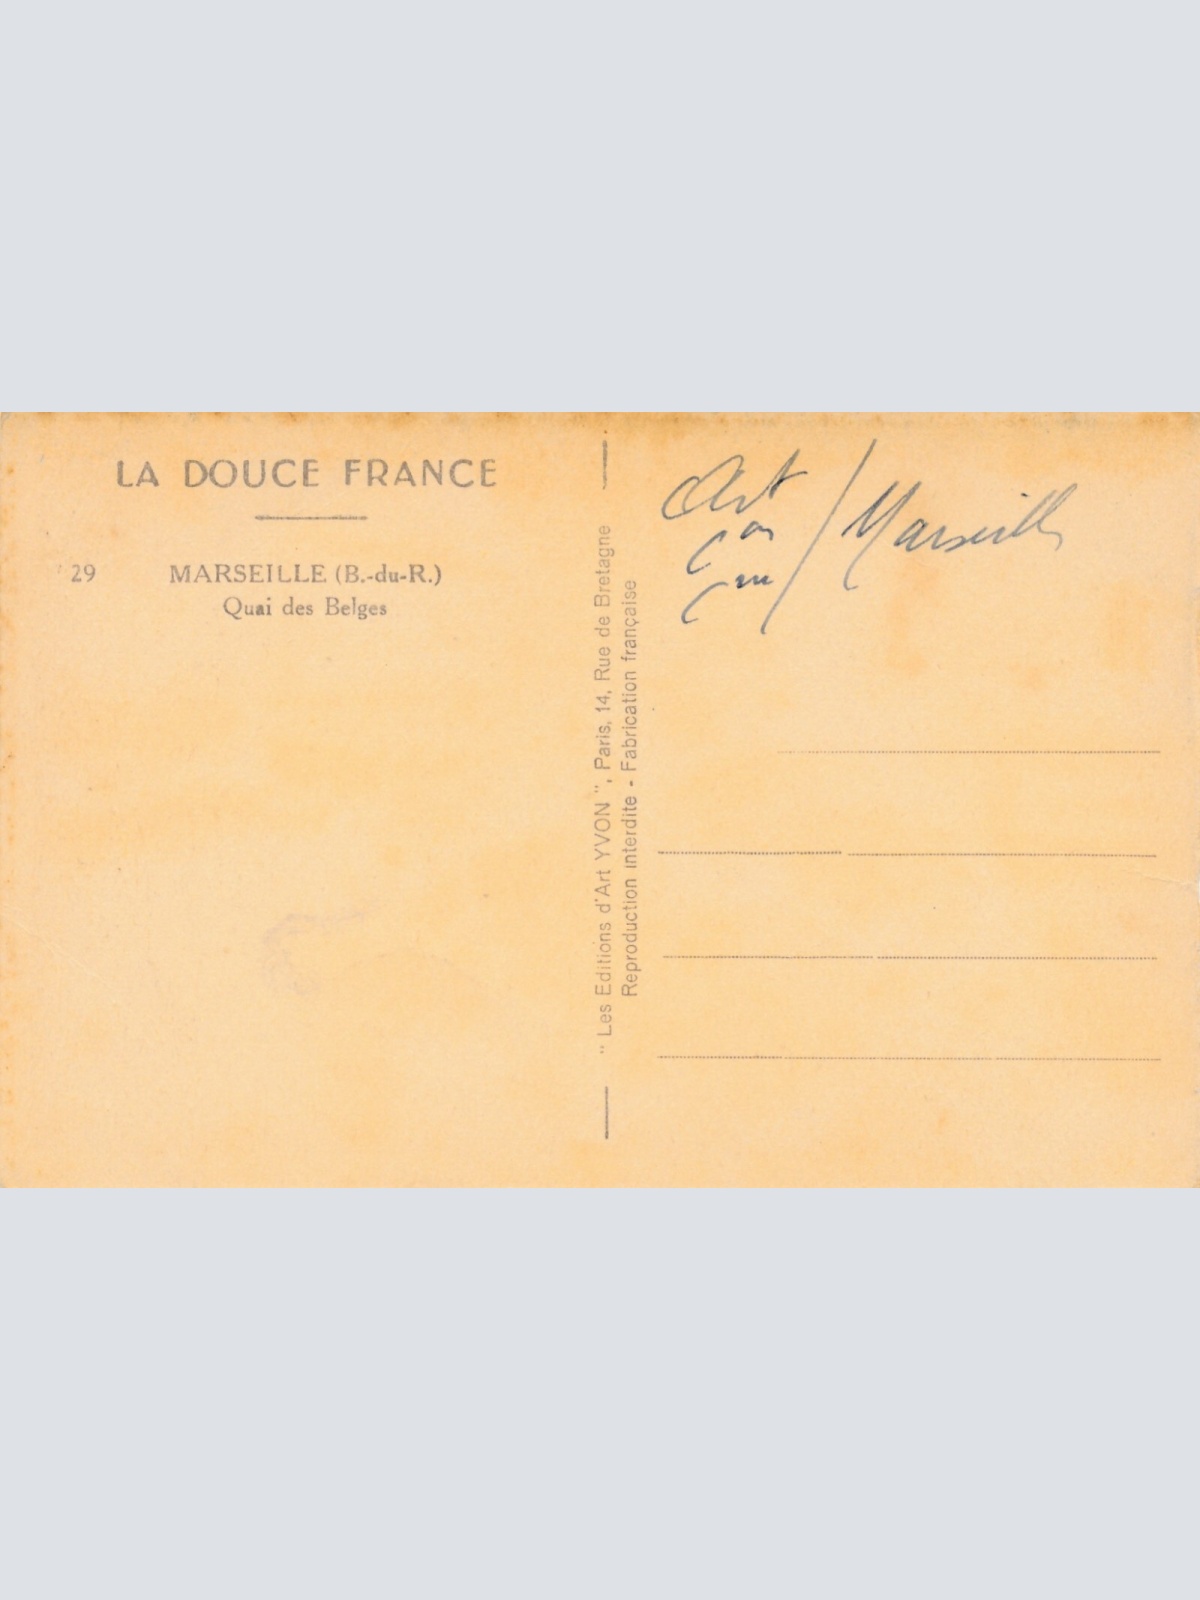 LA DOUCE FRANCE
29 MARSEILLE (B.-du-R.)
Quai des Belges
" Les Editions d'Art YVON ", Paris, 14, Rue de Bretagne
Reproduction interdite - Fabrication française
Art / Marseille